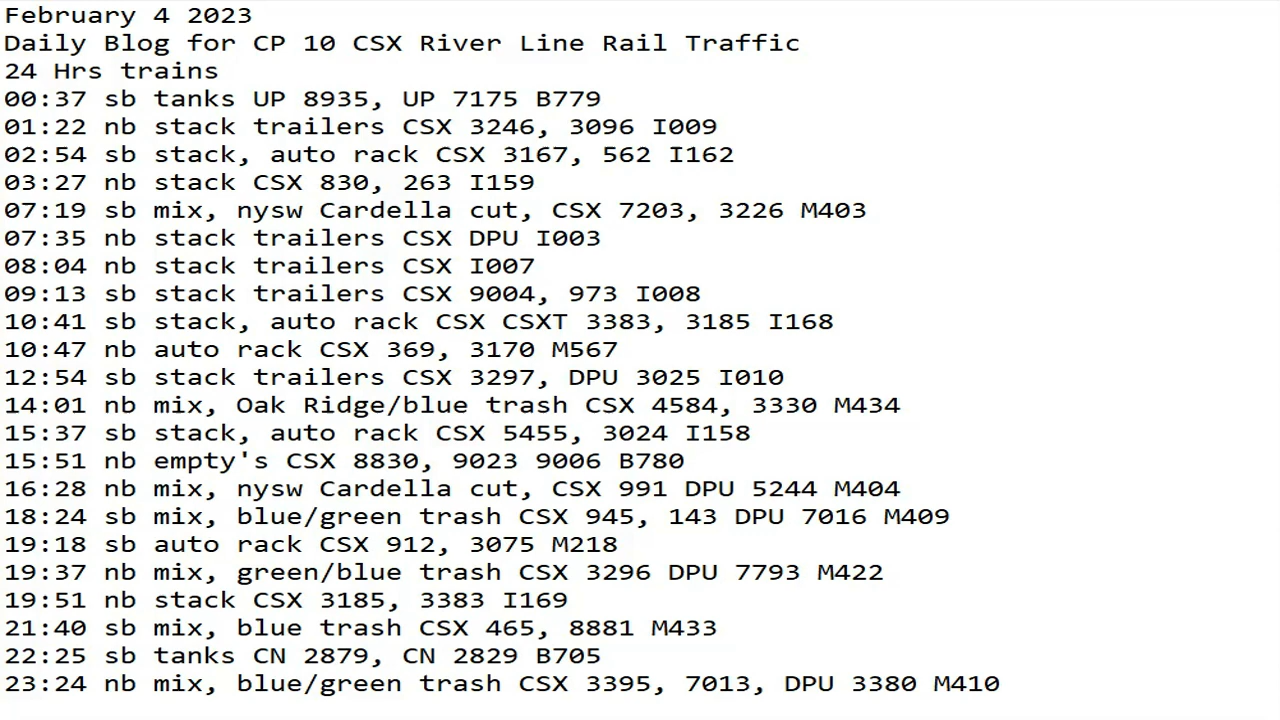 February 4 2023
Daily Blog for CP 10 CSX River Line Rail Traffic
24 Hrs trains
00:37 sb tanks UP 8935, UP 7175 B779
01:22 nb stack trailers CSX 3246, 3096 I009
02:54 sb stack, auto rack CSX 3167, 562 I162
03:27 nb stack CSX 830, 263 I159
07:19 sb mix, nysw Cardella cut, CSX 7203, 3226 M403
07:35 nb stack trailers CSX DPU I003
08:04 nb stack trailers CSX I007
09:13 sb stack trailers CSX 9004, 973 I008
10:41 sb stack, auto rack CSX CSXT 3383, 3185 I168
10:47 nb auto rack CSX 369, 3170 M567
12:54 sb stack trailers CSX 3297, DPU 3025 I010
14:01 nb mix, Oak Ridge/blue trash CSX 4584, 3330 M434
15:37 sb stack, auto rack CSX 5455, 3024 I158
15:51 nb empty's CSX 8830, 9023 9006 B780
16:28 nb mix, nysw Cardella cut, CSX 991 DPU 5244 M404
18:24 sb mix, blue/green trash CSX 945, 143 DPU 7016 M409
19:18 sb auto rack CSX 912, 3075 M218
19:37 nb mix, green/blue trash CSX 3296 DPU 7793 M422
19:51 nb stack CSX 3185, 3383 I169
21:40 sb mix, blue trash CSX 465, 8881 M433
22:25 sb tanks CN 2879, CN 2829 B705
23:24 nb mix, blue/green trash CSX 3395, 7013, DPU 3380 M410